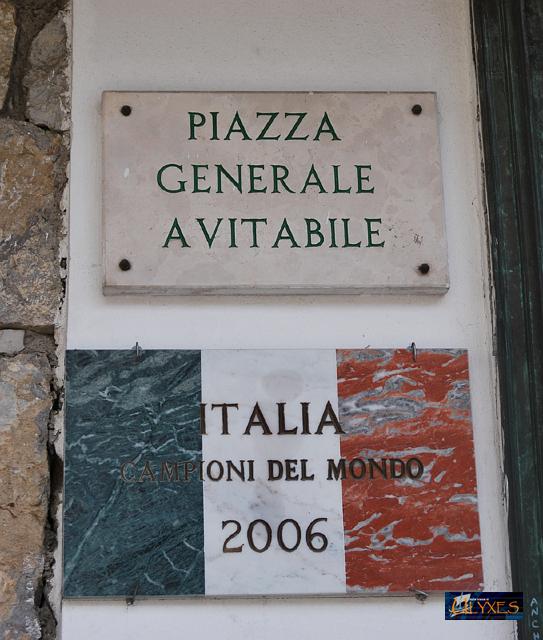 PIAZZA
GENERALE
AVITABILE
ITALIA
CAMPIONI DEL MONDO
2006
ULYXES